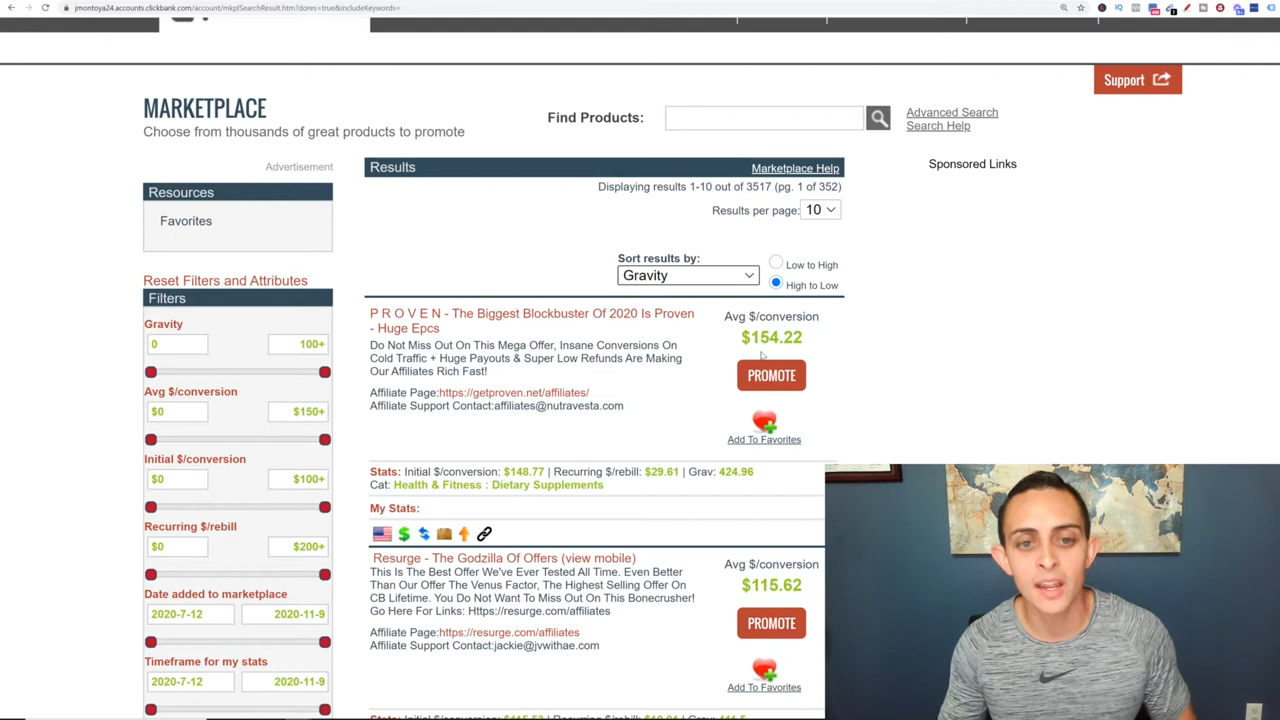 jmontoya24.accounts.clickbank.com/account/mkplSearchResult.htm?dores=true&includeKeywords=
Support
MARKETPLACE
Choose from thousands of great products to promote
Find Products:
Advanced Search
Search Help
Advertisement
Sponsored Links
Resources
Favorites
Results
Marketplace Help
Displaying results 1-10 out of 3517 (pg. 1 of 352)
Results per page: 10
Sort results by:
Gravity
Low to High
High to Low
Reset Filters and Attributes
Filters
Gravity
0 100+
Avg $/conversion
$0 $150+
Initial $/conversion
$0 $100+
Recurring $/rebill
$0 $200+
Date added to marketplace
2020-7-12 2020-11-9
Timeframe for my stats
2020-7-12 2020-11-9
P R O V E N - The Biggest Blockbuster Of 2020 Is Proven
- Huge Epcs
Do Not Miss Out On This Mega Offer, Insane Conversions On
Cold Traffic + Huge Payouts & Super Low Refunds Are Making
Our Affiliates Rich Fast!
Affiliate Page:https://getproven.net/affiliates/
Affiliate Support Contact:affiliates@nutravesta.com
Avg $/conversion
$154.22
PROMOTE
Add To Favorites
Stats: Initial $/conversion: $148.77 | Recurring $/rebill: $29.61 | Grav: 424.96
Cat: Health & Fitness : Dietary Supplements
My Stats:
Resurge - The Godzilla Of Offers (view mobile)
This Is The Best Offer We've Ever Tested All Time. Even Better
Than Our Offer The Venus Factor, The Highest Selling Offer On
CB Lifetime. You Do Not Want To Miss Out On This Bonecrusher!
Go Here For Links: Https://resurge.com/affiliates
Affiliate Page:https://resurge.com/affiliates
Affiliate Support Contact:jackie@jvwithae.com
Avg $/conversion
$115.62
PROMOTE
Add To Favorites